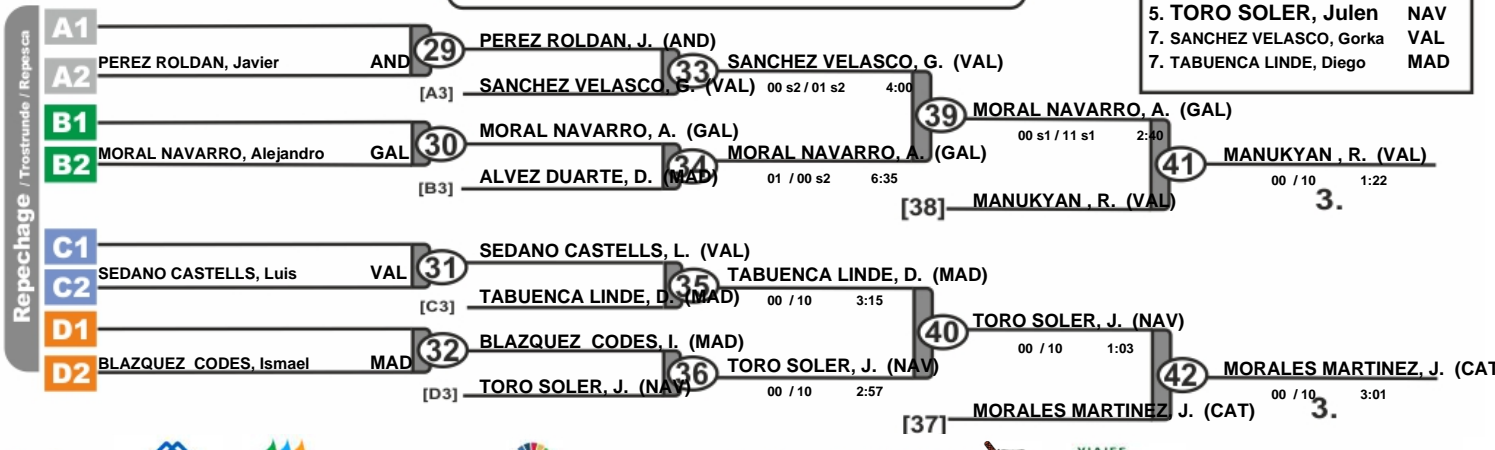 5. TORO SOLER, Julen NAV
7. SANCHEZ VELASCO, Gorka VAL
7. TABUENCA LINDE, Diego MAD
Repechage / Trostrunde / Repesca
A1
A2
PEREZ ROLDAN, Javier AND
29
PEREZ ROLDAN, J. (AND)
[A3]
SANCHEZ VELASCO, G. (VAL)
33
SANCHEZ VELASCO, G. (VAL)
00 s2 / 01 s2 4:00
B1
B2
MORAL NAVARRO, Alejandro GAL
30
MORAL NAVARRO, A. (GAL)
[B3]
ALVEZ DUARTE, D. (MAD)
34
MORAL NAVARRO, A. (GAL)
01 / 00 s2 6:35
39
MORAL NAVARRO, A. (GAL)
00 s1 / 11 s1 2:40
[38]
MANUKYAN , R. (VAL)
41
MANUKYAN , R. (VAL)
00 / 10 1:22
3.
C1
C2
SEDANO CASTELLS, Luis VAL
31
SEDANO CASTELLS, L. (VAL)
[C3]
TABUENCA LINDE, D. (MAD)
35
TABUENCA LINDE, D. (MAD)
00 / 10 3:15
D1
D2
BLAZQUEZ CODES, Ismael MAD
32
BLAZQUEZ CODES, I. (MAD)
[D3]
TORO SOLER, J. (NAV)
36
TORO SOLER, J. (NAV)
00 / 10 2:57
40
TORO SOLER, J. (NAV)
00 / 10 1:03
[37]
MORALES MARTINEZ, J. (CAT)
42
MORALES MARTINEZ, J. (CAT
00 / 10 3:01
3.